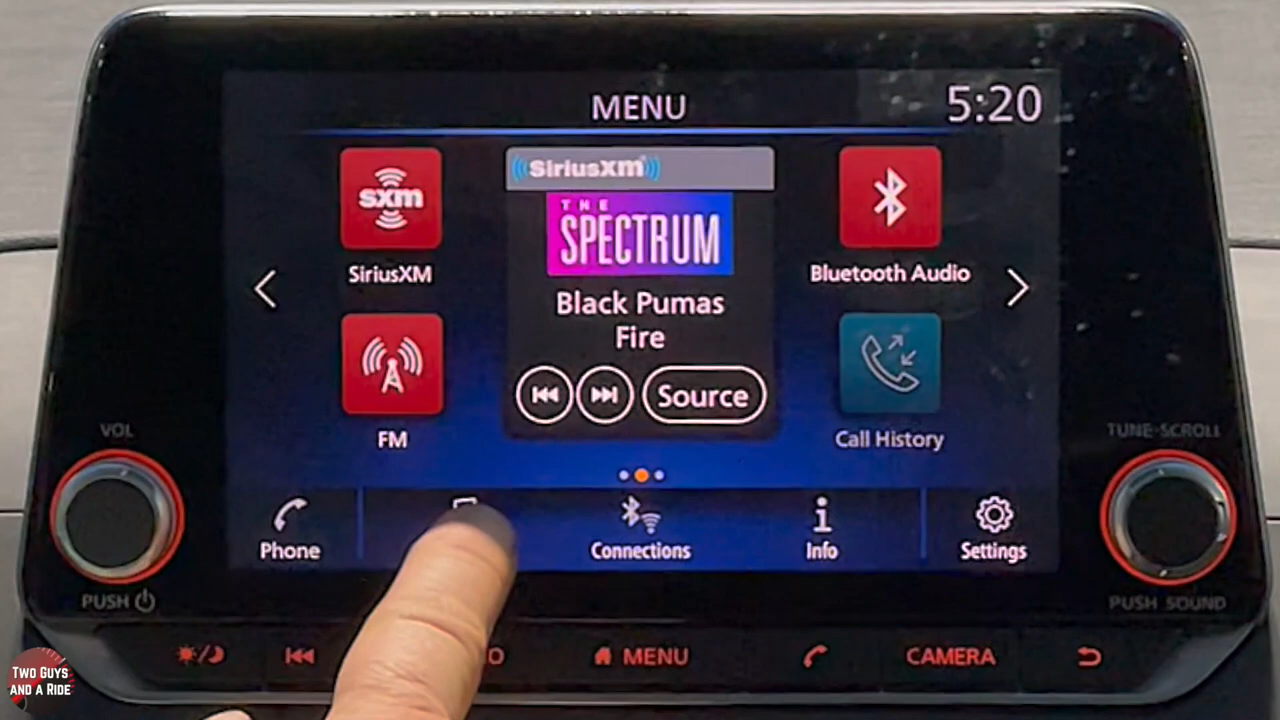 MENU
5:20
SiriusXM
sxm
SiriusXM
THE
SPECTRUM
Black Pumas
Fire
Source
Bluetooth Audio
FM
Call History
VOL
TUNE·SCROLL
Phone
Connections
Info
Settings
PUSH
PUSH SOUND
MENU
CAMERA
TWO GUYS
AND A RIDE